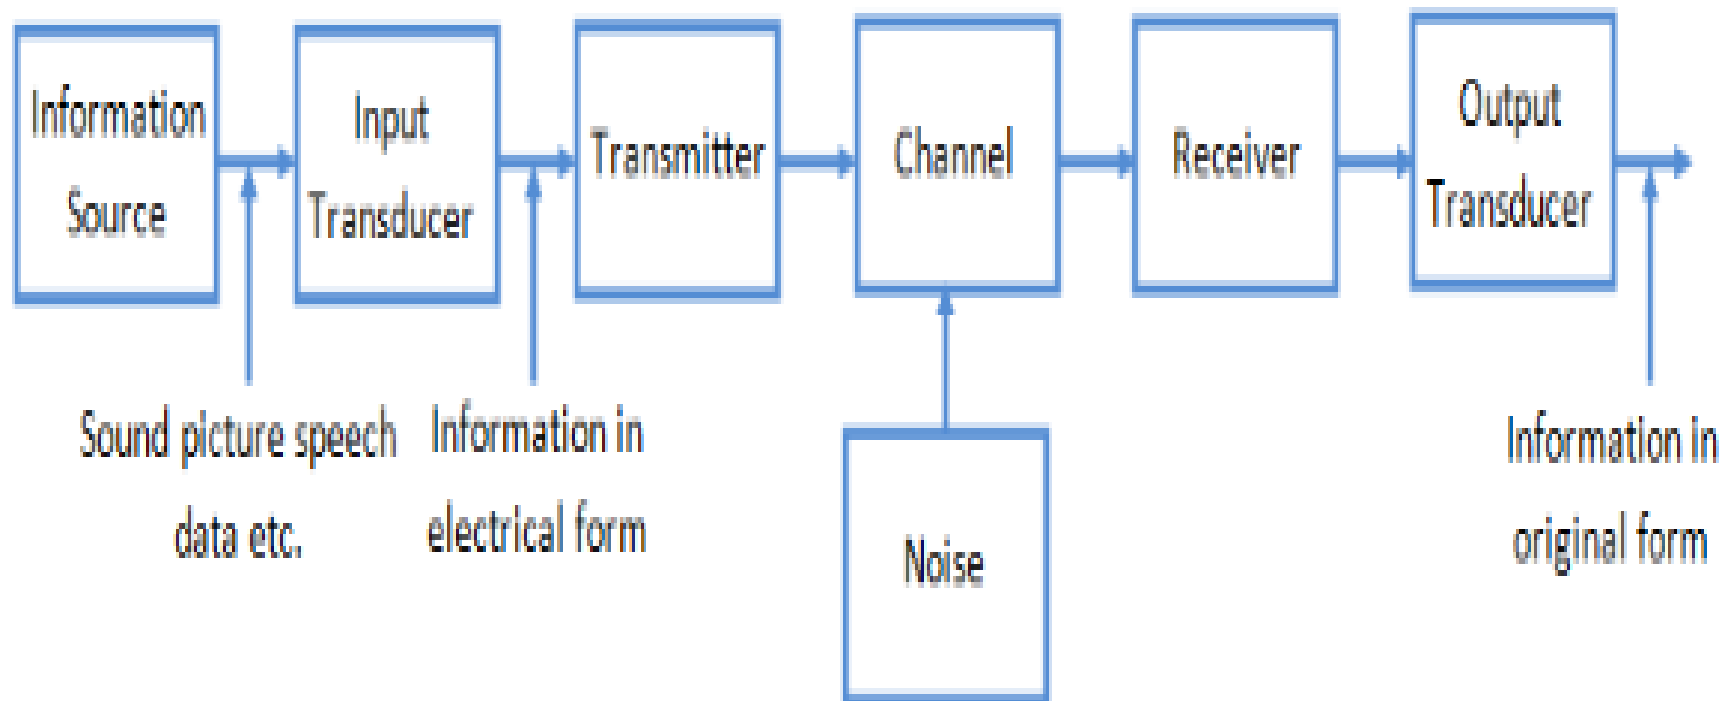 Information
Source
Input
Transducer
Transmitter
Channel
Receiver
Output
Transducer
Sound picture speech
data etc.
Information in
electrical form
Noise
Information in
original form